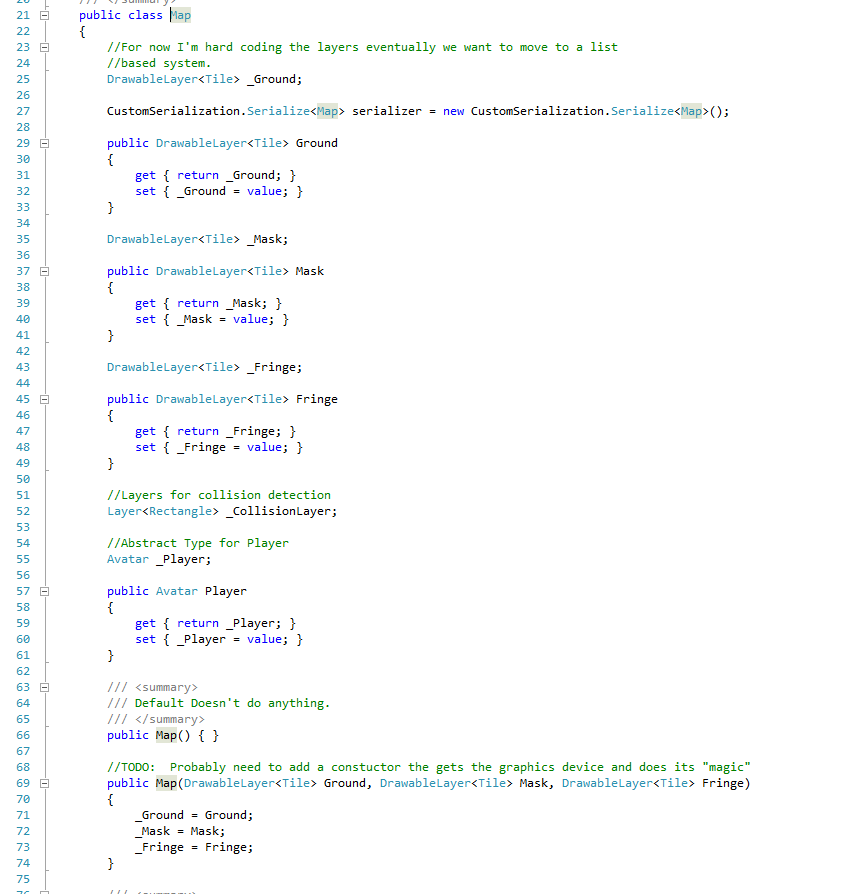 20 /// </summary>
21 public class Map
22 {
23 //For now I'm hard coding the layers eventually we want to move to a list
24 //based system.
25 DrawableLayer<Tile> _Ground;
26
27 CustomSerialization.Serialize<Map> serializer = new CustomSerialization.Serialize<Map>();
28
29 public DrawableLayer<Tile> Ground
30 {
31 get { return _Ground; }
32 set { _Ground = value; }
33 }
34
35 DrawableLayer<Tile> _Mask;
36
37 public DrawableLayer<Tile> Mask
38 {
39 get { return _Mask; }
40 set { _Mask = value; }
41 }
42
43 DrawableLayer<Tile> _Fringe;
44
45 public DrawableLayer<Tile> Fringe
46 {
47 get { return _Fringe; }
48 set { _Fringe = value; }
49 }
50
51 //Layers for collision detection
52 Layer<Rectangle> _CollisionLayer;
53
54 //Abstract Type for Player
55 Avatar _Player;
56
57 public Avatar Player
58 {
59 get { return _Player; }
60 set { _Player = value; }
61 }
62
63 /// <summary>
64 /// Default Doesn't do anything.
65 /// </summary>
66 public Map() { }
67
68 //TODO:  Probably need to add a constuctor the gets the graphics device and does its "magic"
69 public Map(DrawableLayer<Tile> Ground, DrawableLayer<Tile> Mask, DrawableLayer<Tile> Fringe)
70 {
71 _Ground = Ground;
72 _Mask = Mask;
73 _Fringe = Fringe;
74 }
75
76 /// <summary>